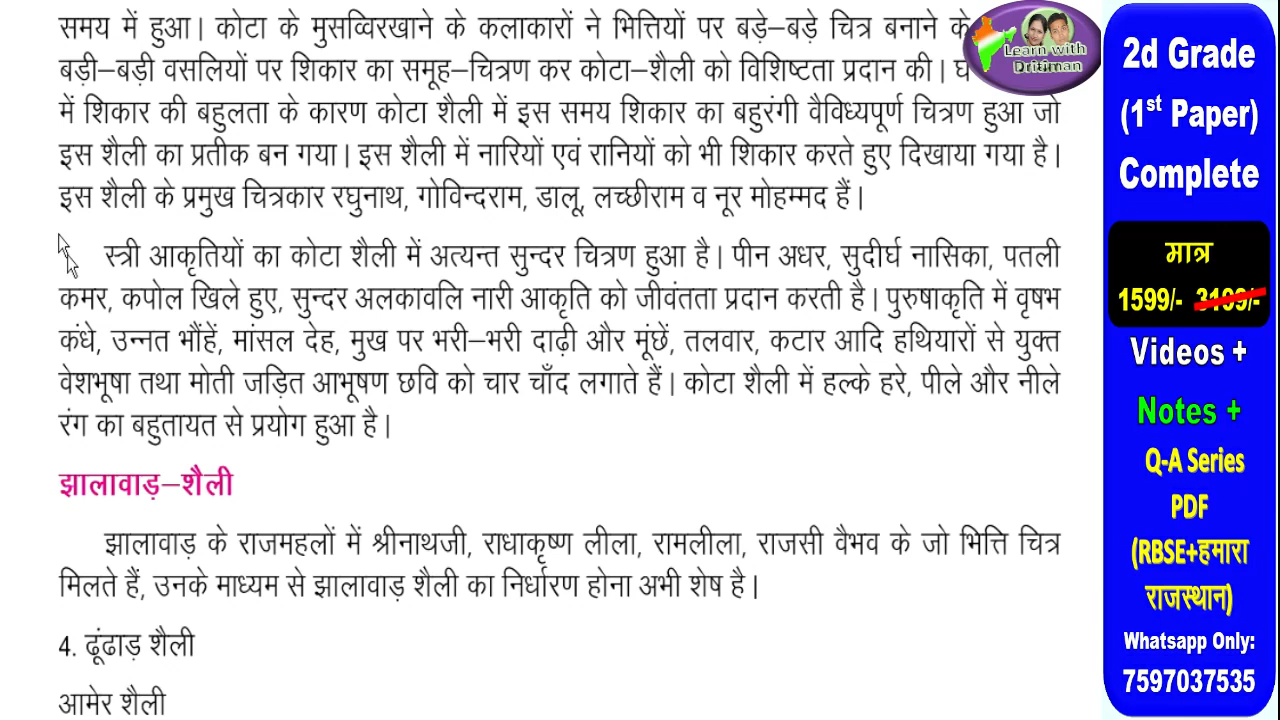 समय में हुआ। कोटा के मुसव्विरखाने के कलाकारों ने भित्तियों पर बड़े–बड़े चित्र बनाने के
बड़ी–बड़ी वसलियों पर शिकार का समूह–चित्रण कर कोटा–शैली को विशिष्टता प्रदान की।
में शिकार की बहुलता के कारण कोटा शैली में इस समय शिकार का बहुरंगी वैविध्यपूर्ण चित्रण हुआ जो
इस शैली का प्रतीक बन गया। इस शैली में नारियों एवं रानियों को भी शिकार करते हुए दिखाया गया है।
इस शैली के प्रमुख चित्रकार रघुनाथ, गोविन्दराम, डालू, लच्छीराम व नूर मोहम्मद हैं।
स्त्री आकृतियों का कोटा शैली में अत्यन्त सुन्दर चित्रण हुआ है। पीन अधर, सुदीर्घ नासिका, पतली
कमर, कपोल खिले हुए, सुन्दर अलकावलि नारी आकृति को जीवंतता प्रदान करती है। पुरुषाकृति में वृषभ
कंधे, उन्नत भौंहें, मांसल देह, मुख पर भरी–भरी दाढ़ी और मूंछें, तलवार, कटार आदि हथियारों से युक्त
वेशभूषा तथा मोती जड़ित आभूषण छवि को चार चाँद लगाते हैं। कोटा शैली में हल्के हरे, पीले और नीले
रंग का बहुतायत से प्रयोग हुआ है।
झालावाड़–शैली
झालावाड़ के राजमहलों में श्रीनाथजी, राधाकृष्ण लीला, रामलीला, राजसी वैभव के जो भित्ति चित्र
मिलते हैं, उनके माध्यम से झालावाड़ शैली का निर्धारण होना अभी शेष है।
4. ढूंढाड़ शैली
आमेर शैली
Learn with
2d Grade
(1st Paper)
Complete
मात्र
1599/- 3199/-
Videos +
Notes +
Q-A Series
PDF
(RBSE+हमारा
राजस्थान)
Whatsapp Only:
7597037535